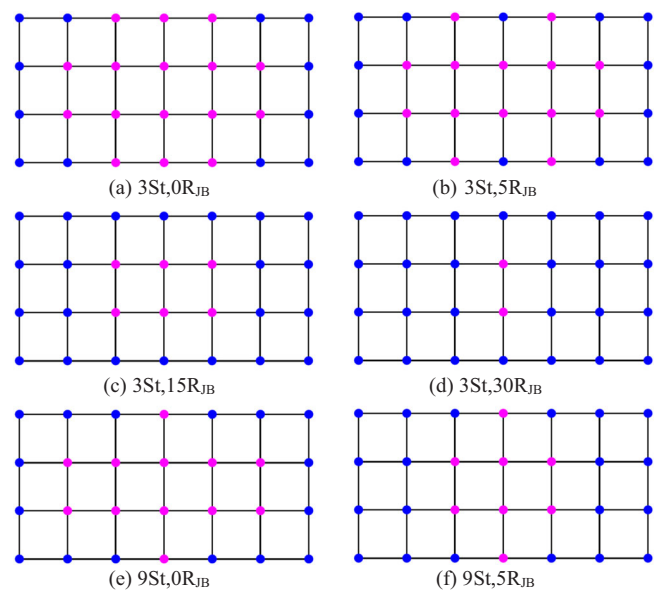 (a) 3St,0RJB
(b) 3St,5RJB
(c) 3St,15RJB
(d) 3St,30RJB
(e) 9St,0RJB
(f) 9St,5RJB